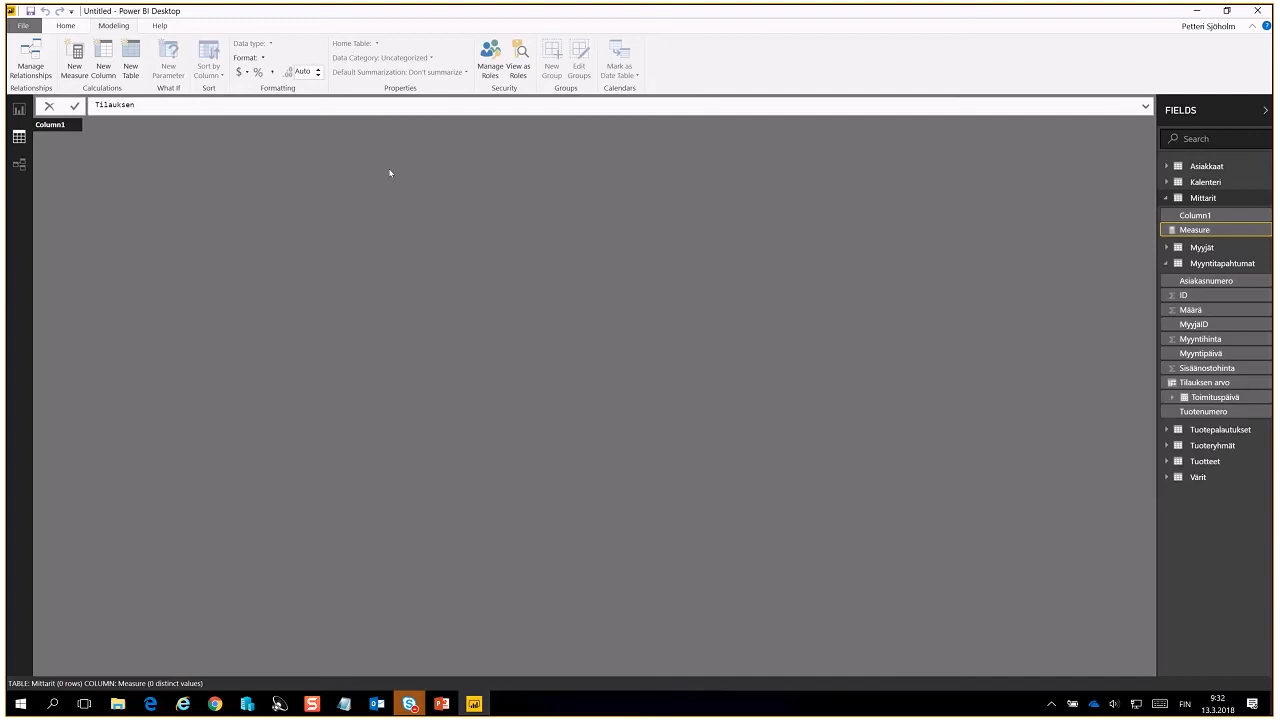 Untitled - Power BI Desktop
Petteri Sjöholm
File Home Modeling Help
Manage Relationships
New Measure
New Column
New Table
New Parameter
Sort by Column
Data type:
Format:
$ % , .00 Auto
Home Table:
Data Category: Uncategorized
Default Summarization: Don't summarize
Manage Roles
View as Roles
New Group
Edit Groups
Mark as Date Table
Relationships Calculations What If Sort Formatting Properties Security Groups Calendars
Tilauksen
Column1
FIELDS
Search
Asiakkaat
Kalenteri
Mittarit
Column1
Measure
Myyjät
Myyntitapahtumat
Asiakasnumero
ID
Määrä
MyyjäID
Myyntihinta
Myyntipäivä
Sisäänostohinta
Tilauksen arvo
Toimituspäivä
Tuotenumero
Tuotepalautukset
Tuoteryhmät
Tuotteet
Värit
TABLE: Mittarit (0 rows) COLUMN: Measure (0 distinct values)
FIN
9:32
13.3.2018